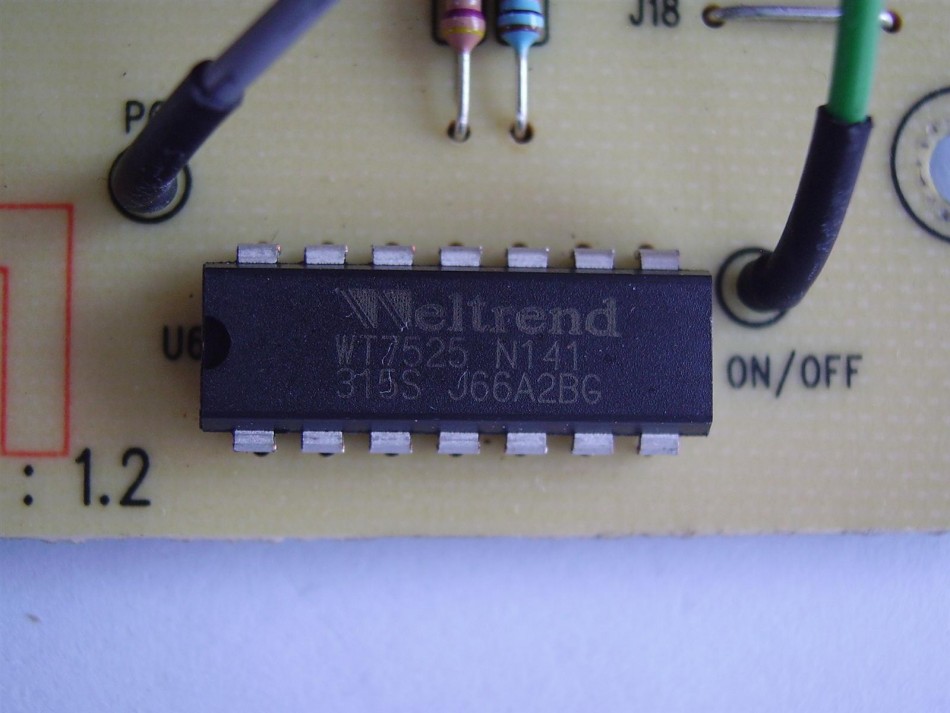 J18
Weltrend
WT7525 N141
315S J66A2BG
U6
ON/OFF
: 1.2